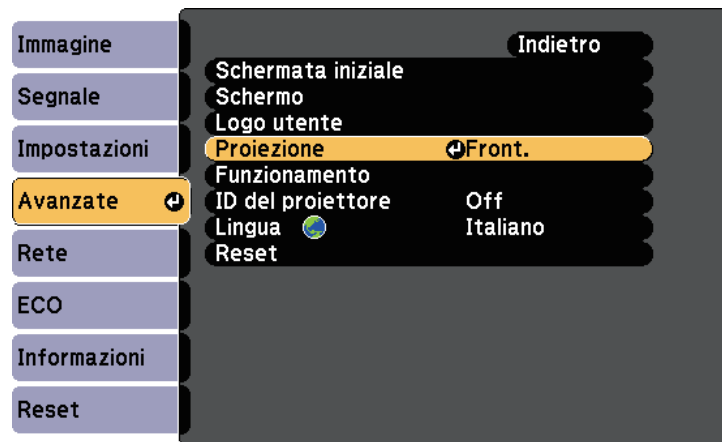 Immagine
Segnale
Impostazioni
Avanzate
Rete
ECO
Informazioni
Reset
Indietro
Schermata iniziale
Schermo
Logo utente
Proiezione Front.
Funzionamento
ID del proiettore Off
Lingua Italiano
Reset